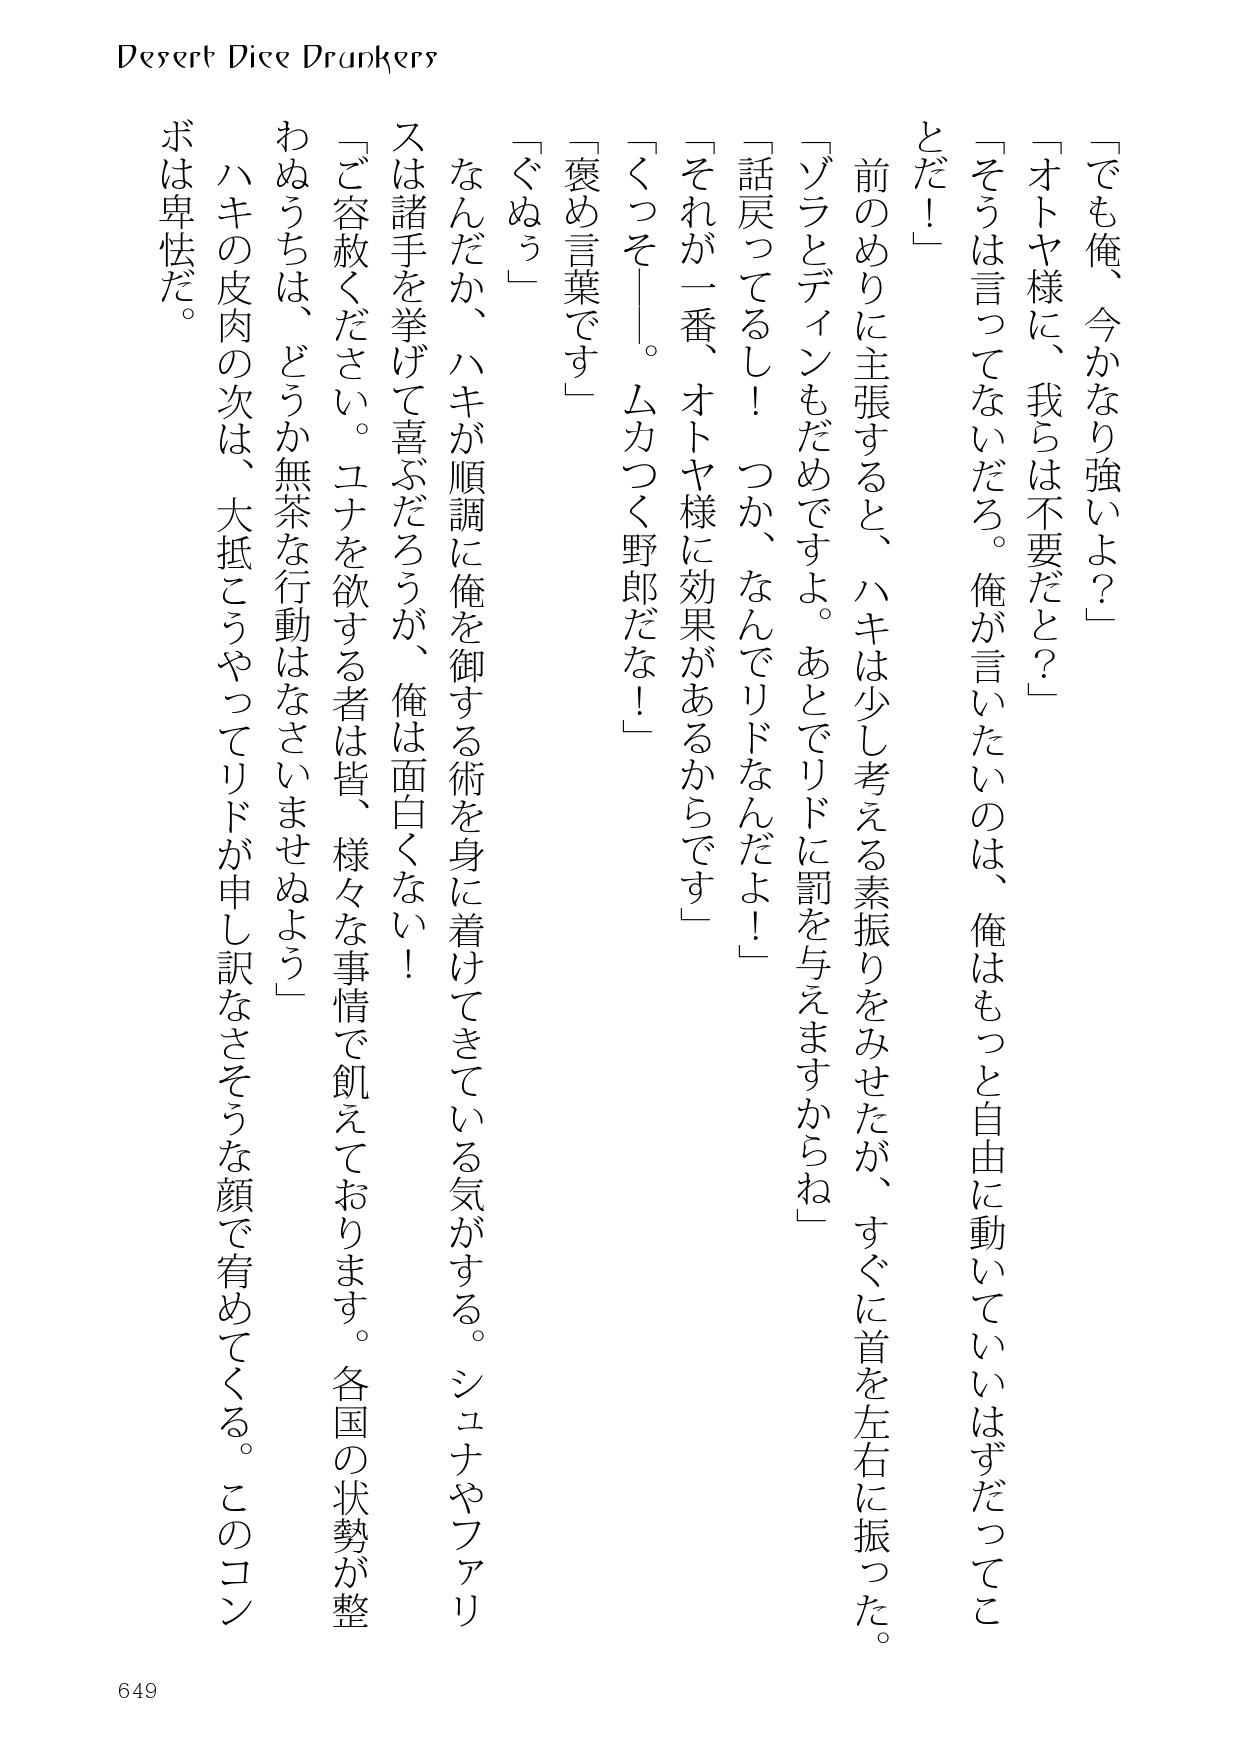 Desert Dice Drunkers
「でも俺、今かなり強いよ？」
「オトヤ様に、我らは不要だと？」
「そうは言ってないだろ。俺が言いたいのは、俺はもっと自由に動いていいはずだってこ
とだ！」
　前のめりに主張すると、ハキは少し考える素振りをみせたが、すぐに首を左右に振った。
「ゾラとディンもだめですよ。あとでリドに罰を与えますからね」
「話戻ってるし！　つか、なんでリドなんだよ！」
「それが一番、オトヤ様に効果があるからです」
「くっそ――。ムカつく野郎だな！」
「褒め言葉です」
「ぐぬぅ」
　なんだか、ハキが順調に俺を御する術を身に着けてきている気がする。シュナやファリ
スは諸手を挙げて喜ぶだろうが、俺は面白くない！
「ご容赦ください。ユナを欲する者は皆、様々な事情で飢えております。各国の状勢が整
わぬうちは、どうか無茶な行動はなさいませぬよう」
　ハキの皮肉の次は、大抵こうやってリドが申し訳なさそうな顔で宥めてくる。このコン
ボは卑怯だ。
649